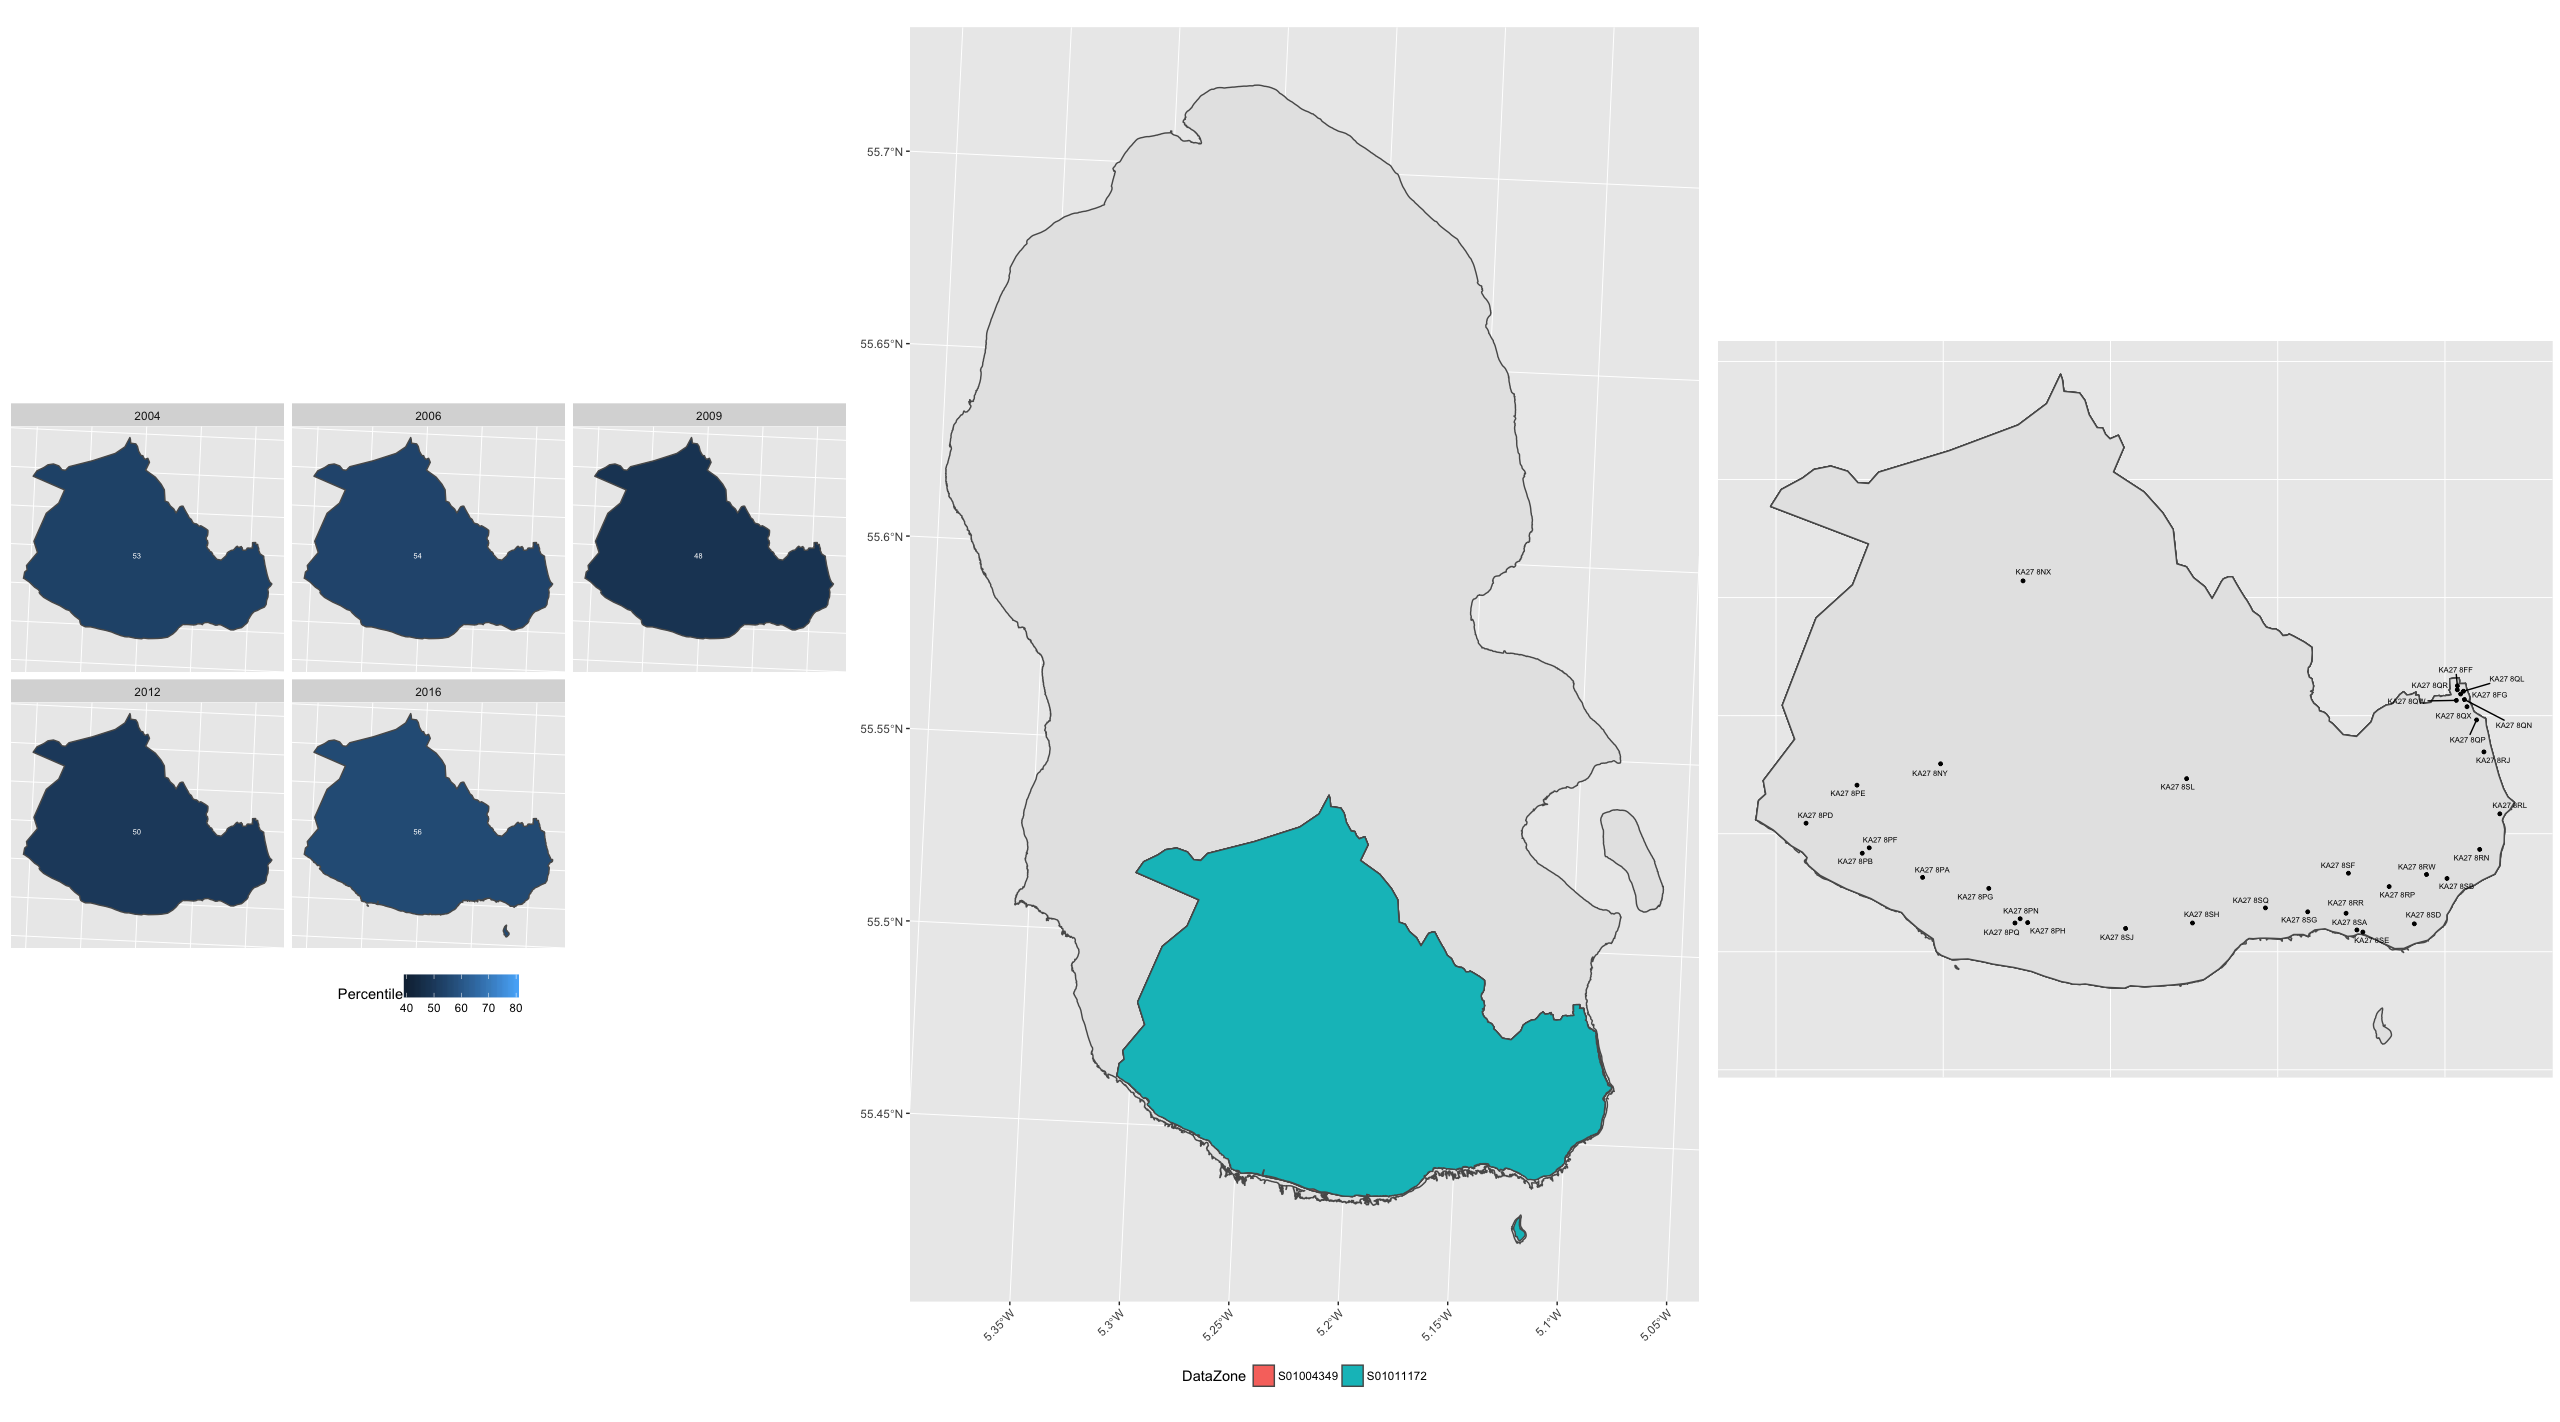 2004
2006
2009
53
54
48
2012
2016
50
56
Percentile
40 50 60 70 80
55.7°N
55.65°N
55.6°N
55.55°N
55.5°N
55.45°N
5.35°W
5.3°W
5.25°W
5.2°W
5.15°W
5.1°W
5.05°W
DataZone S01004349 S01011172
KA27 8NX
KA27 8FF
KA27 8QL
KA27 8QR
KA27 8FG
KA27 8QX
KA27 8QN
KA27 8QP
KA27 8RJ
KA27 8NY
KA27 8PE
KA27 8SL
KA27 8RL
KA27 8PD
KA27 8PF
KA27 8PB
KA27 8RN
KA27 8PA
KA27 8SF
KA27 8RW
KA27 8SB
KA27 8PG
KA27 8RP
KA27 8SQ
KA27 8RR
KA27 8PN
KA27 8SH
KA27 8SG
KA27 8SD
KA27 8SA
KA27 8PQ
KA27 8PH
KA27 8SJ
KA27 8SE